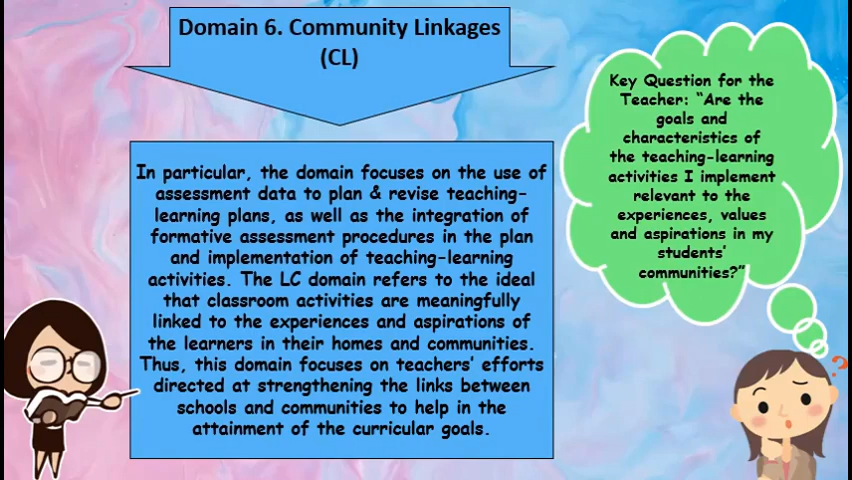 Domain 6. Community Linkages
(CL)
In particular, the domain focuses on the use of
assessment data to plan & revise teaching-
learning plans, as well as the integration of
formative assessment procedures in the plan
and implementation of teaching-learning
activities. The LC domain refers to the ideal
that classroom activities are meaningfully
linked to the experiences and aspirations of
the learners in their homes and communities.
Thus, this domain focuses on teachers' efforts
directed at strengthening the links between
schools and communities to help in the
attainment of the curricular goals.
Key Question for the
Teacher: “Are the
goals and
characteristics of
the teaching-learning
activities I implement
relevant to the
experiences, values
and aspirations in my
students'
communities?”
?